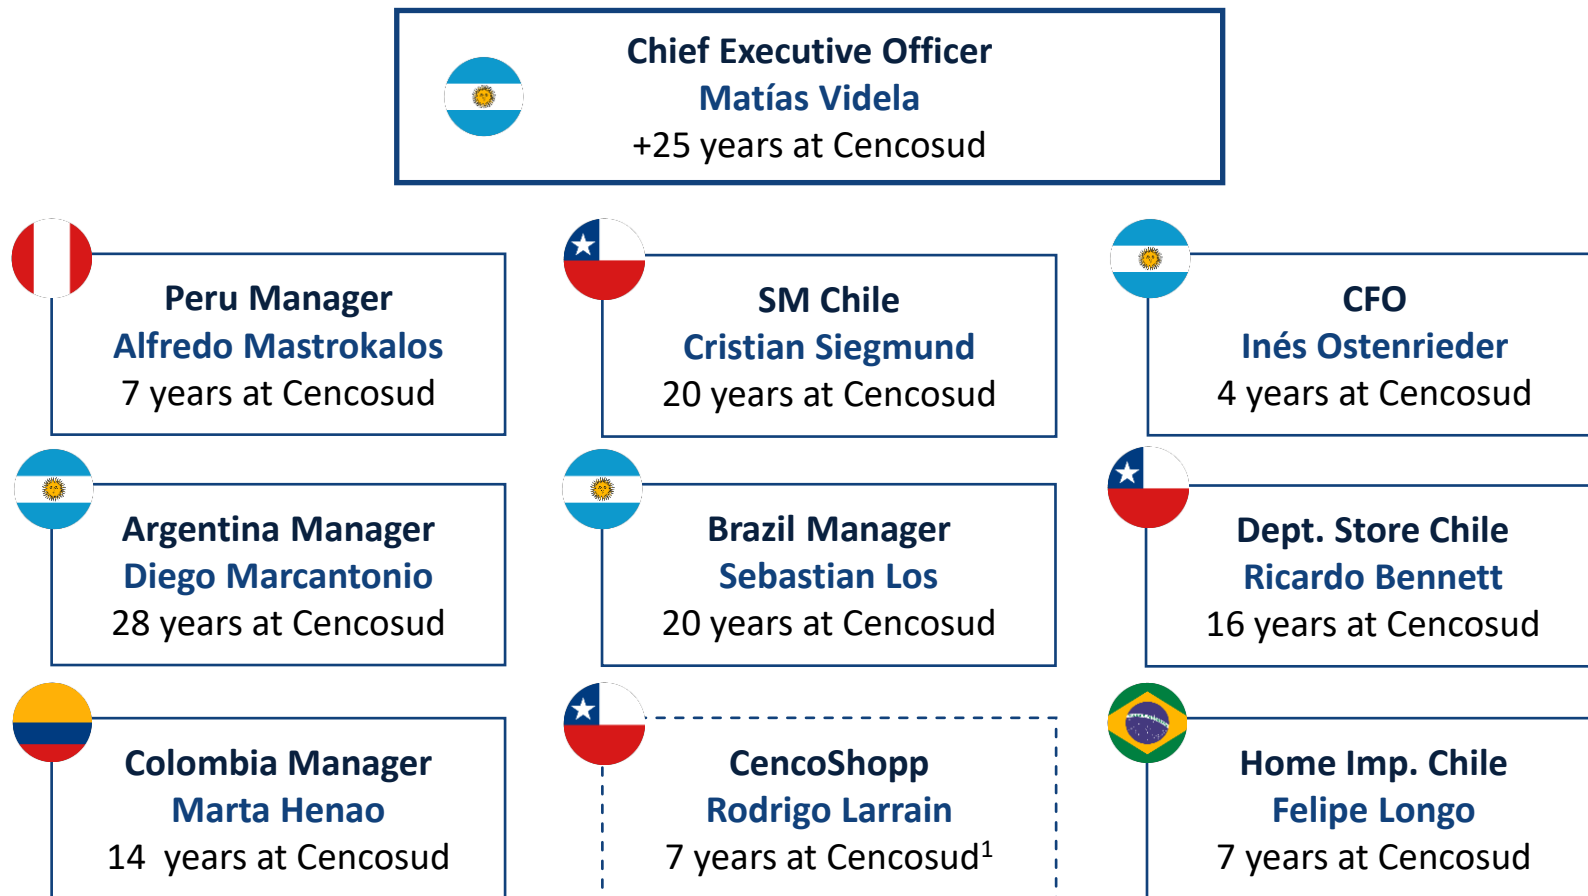 Chief Executive Officer
Matías Videla
+25 years at Cencosud
Peru Manager
Alfredo Mastrokalos
7 years at Cencosud
SM Chile
Cristian Siegmund
20 years at Cencosud
CFO
Inés Ostenrieder
4 years at Cencosud
Argentina Manager
Diego Marcantonio
28 years at Cencosud
Brazil Manager
Sebastian Los
20 years at Cencosud
Dept. Store Chile
Ricardo Bennett
16 years at Cencosud
Colombia Manager
Marta Henao
14  years at Cencosud
CencoShopp
Rodrigo Larrain
7 years at Cencosud¹
Home Imp. Chile
Felipe Longo
7 years at Cencosud